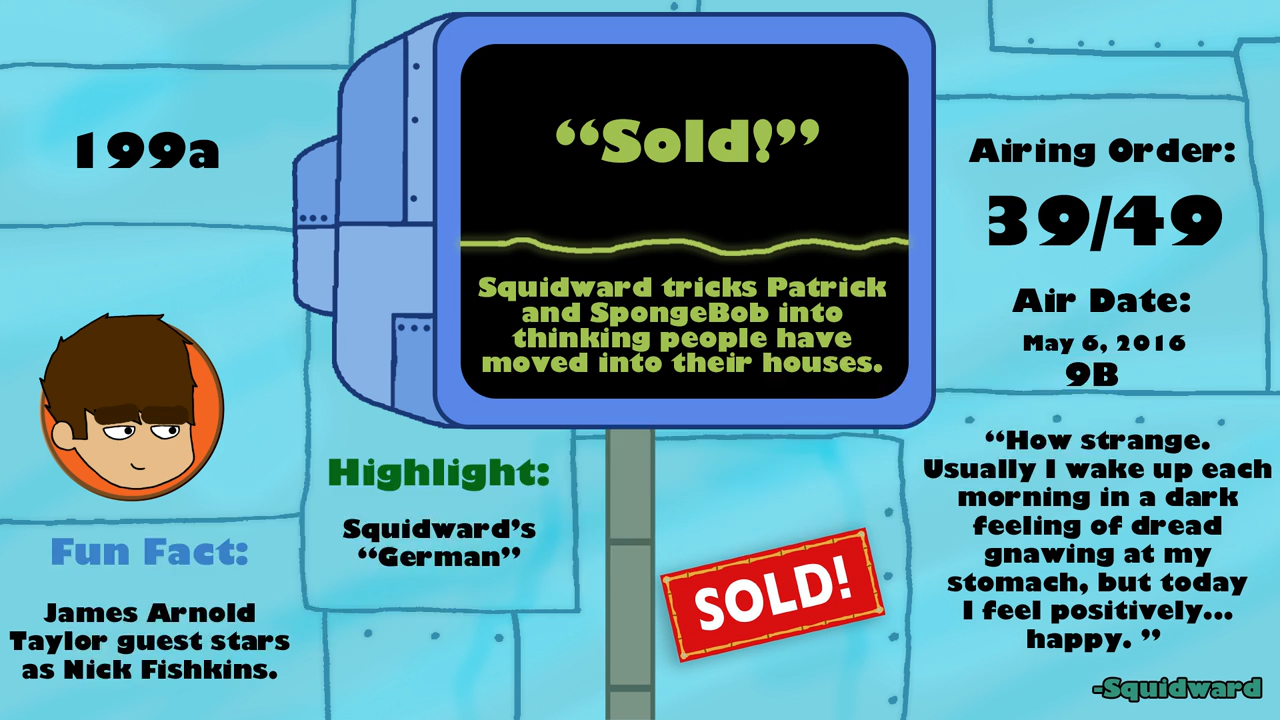 199a
“Sold!”
Squidward tricks Patrick
and SpongeBob into
thinking people have
moved into their houses.
Airing Order:
39/49
Air Date:
May 6, 2016
9B
“How strange.
Usually I wake up each
morning in a dark
feeling of dread
gnawing at my
stomach, but today
I feel positively...
happy. ”
-Squidward
Highlight:
Squidward’s
“German”
SOLD!
Fun Fact:
James Arnold
Taylor guest stars
as Nick Fishkins.